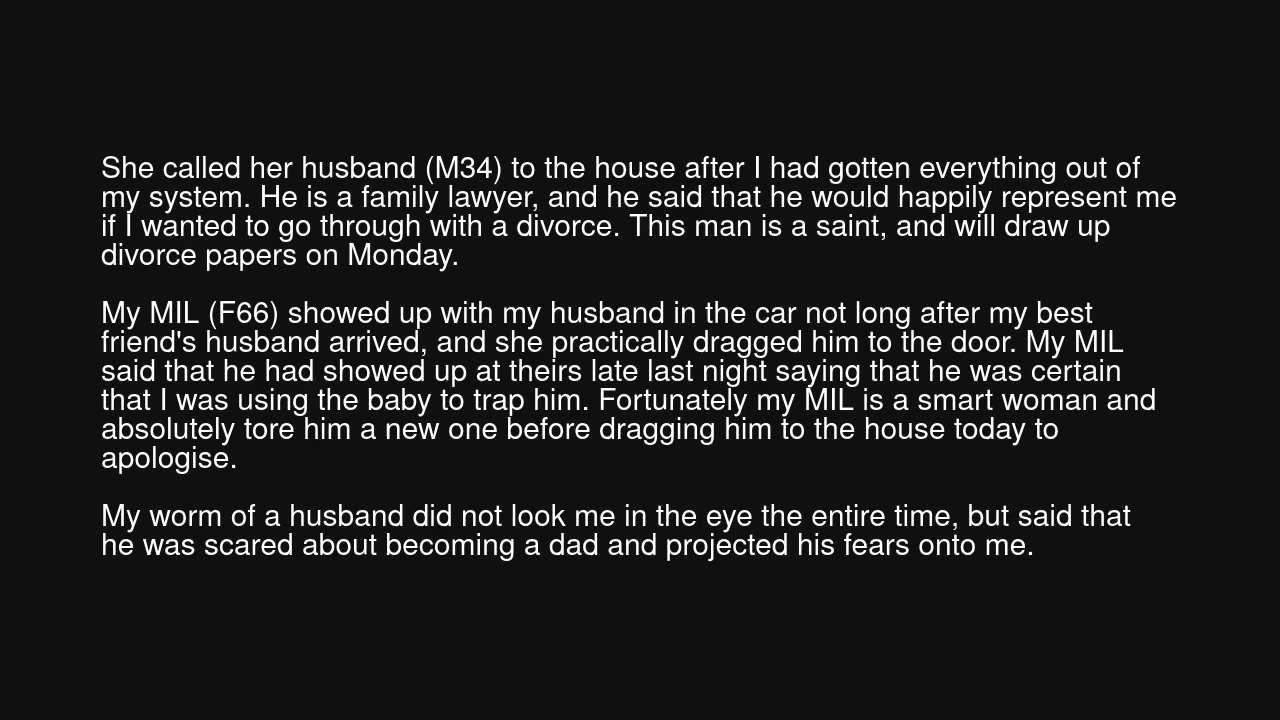 She called her husband (M34) to the house after I had gotten everything out of
my system. He is a family lawyer, and he said that he would happily represent me
if I wanted to go through with a divorce. This man is a saint, and will draw up
divorce papers on Monday.
My MIL (F66) showed up with my husband in the car not long after my best
friend's husband arrived, and she practically dragged him to the door. My MIL
said that he had showed up at theirs late last night saying that he was certain
that I was using the baby to trap him. Fortunately my MIL is a smart woman and
absolutely tore him a new one before dragging him to the house today to
apologise.
My worm of a husband did not look me in the eye the entire time, but said that
he was scared about becoming a dad and projected his fears onto me.